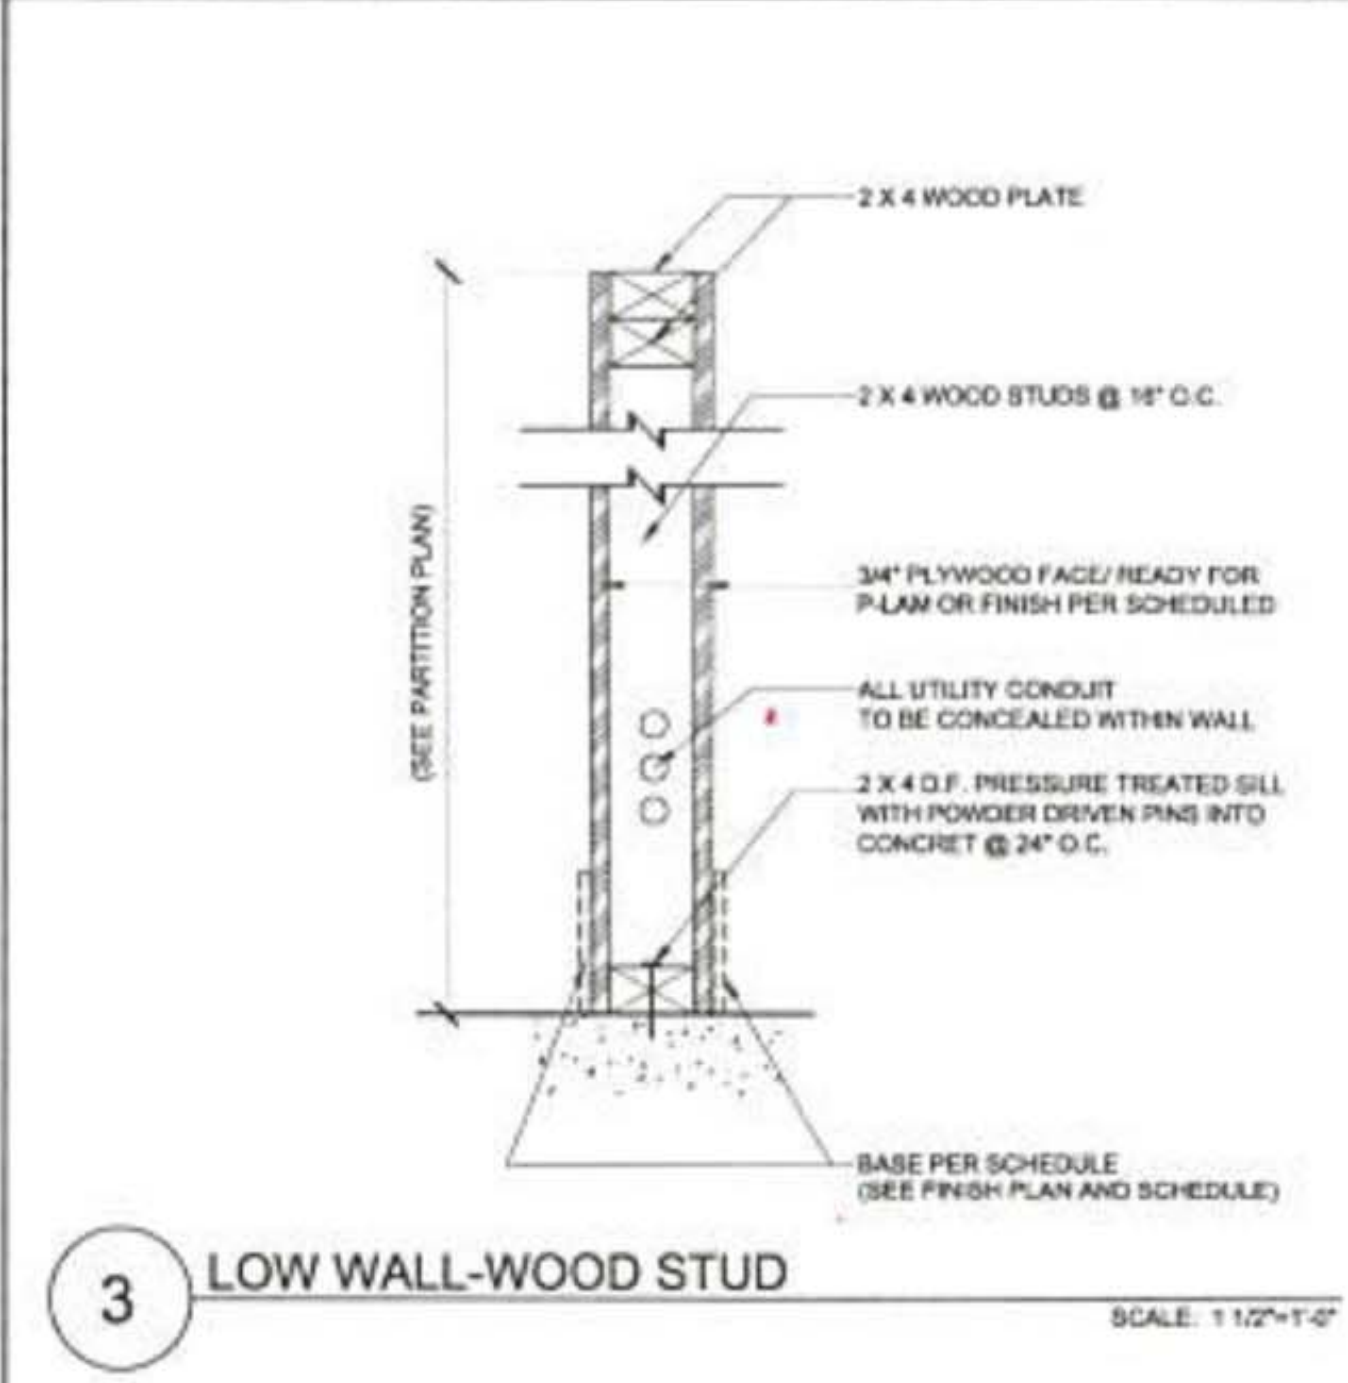 2 X 4 WOOD PLATE
2 X 4 WOOD STUDS @ 16" O.C.
(SEE PARTITION PLAN)
3/4" PLYWOOD FACE/ READY FOR
P-LAM OR FINISH PER SCHEDULED
ALL UTILITY CONDUIT
TO BE CONCEALED WITHIN WALL
2 X 4 D.F. PRESSURE TREATED SILL
WITH POWDER DRIVEN PINS INTO
CONCRET @ 24" O.C.
BASE PER SCHEDULE
(SEE FINISH PLAN AND SCHEDULE)
3
LOW WALL-WOOD STUD
SCALE: 1 1/2"=1'-0"